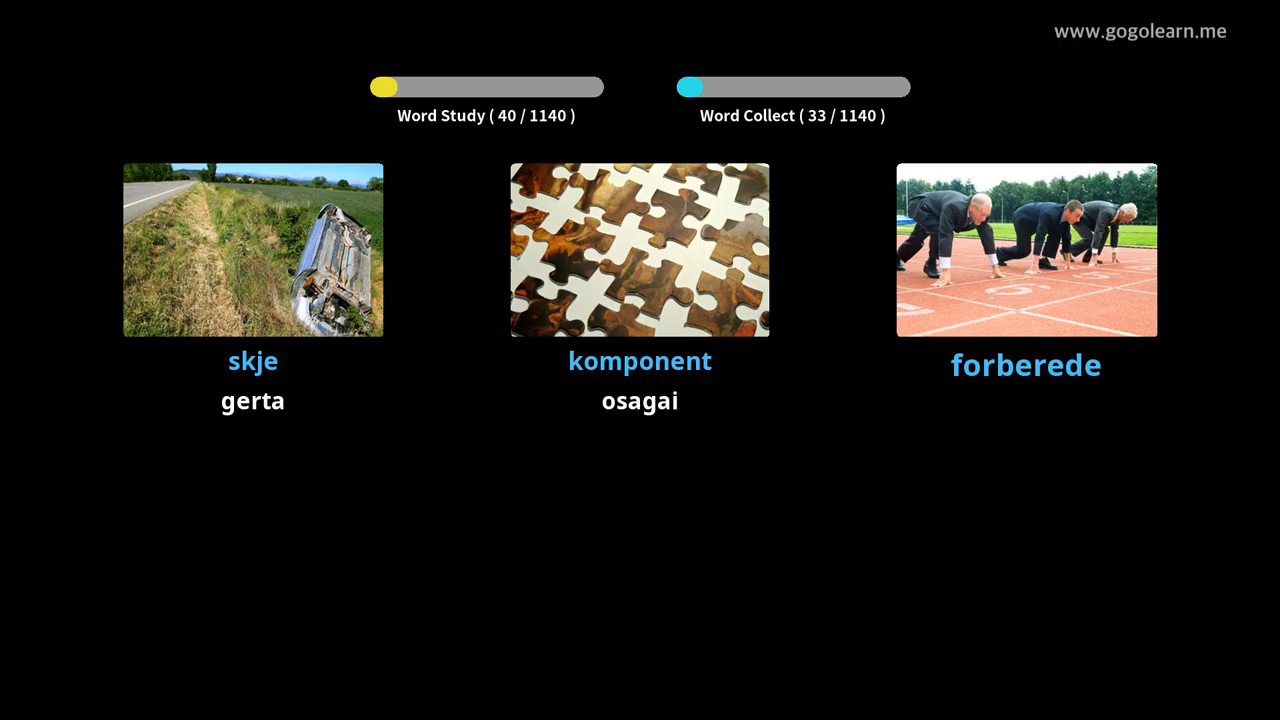 www.gogolearn.me
Word Study ( 40 / 1140 )
Word Collect ( 33 / 1140 )
skje
komponent
forberede
gerta
osagai